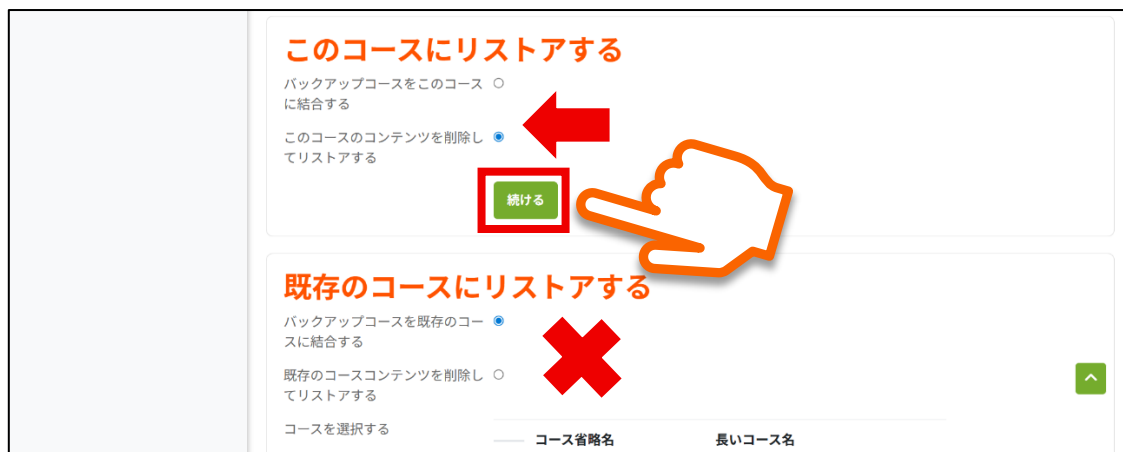 このコースにリストアする
バックアップコースをこのコース
に結合する
このコースのコンテンツを削除し
てリストアする
続ける
既存のコースにリストアする
バックアップコースを既存のコー
スに結合する
既存のコースコンテンツを削除し
てリストアする
コースを選択する
コース省略名 長いコース名